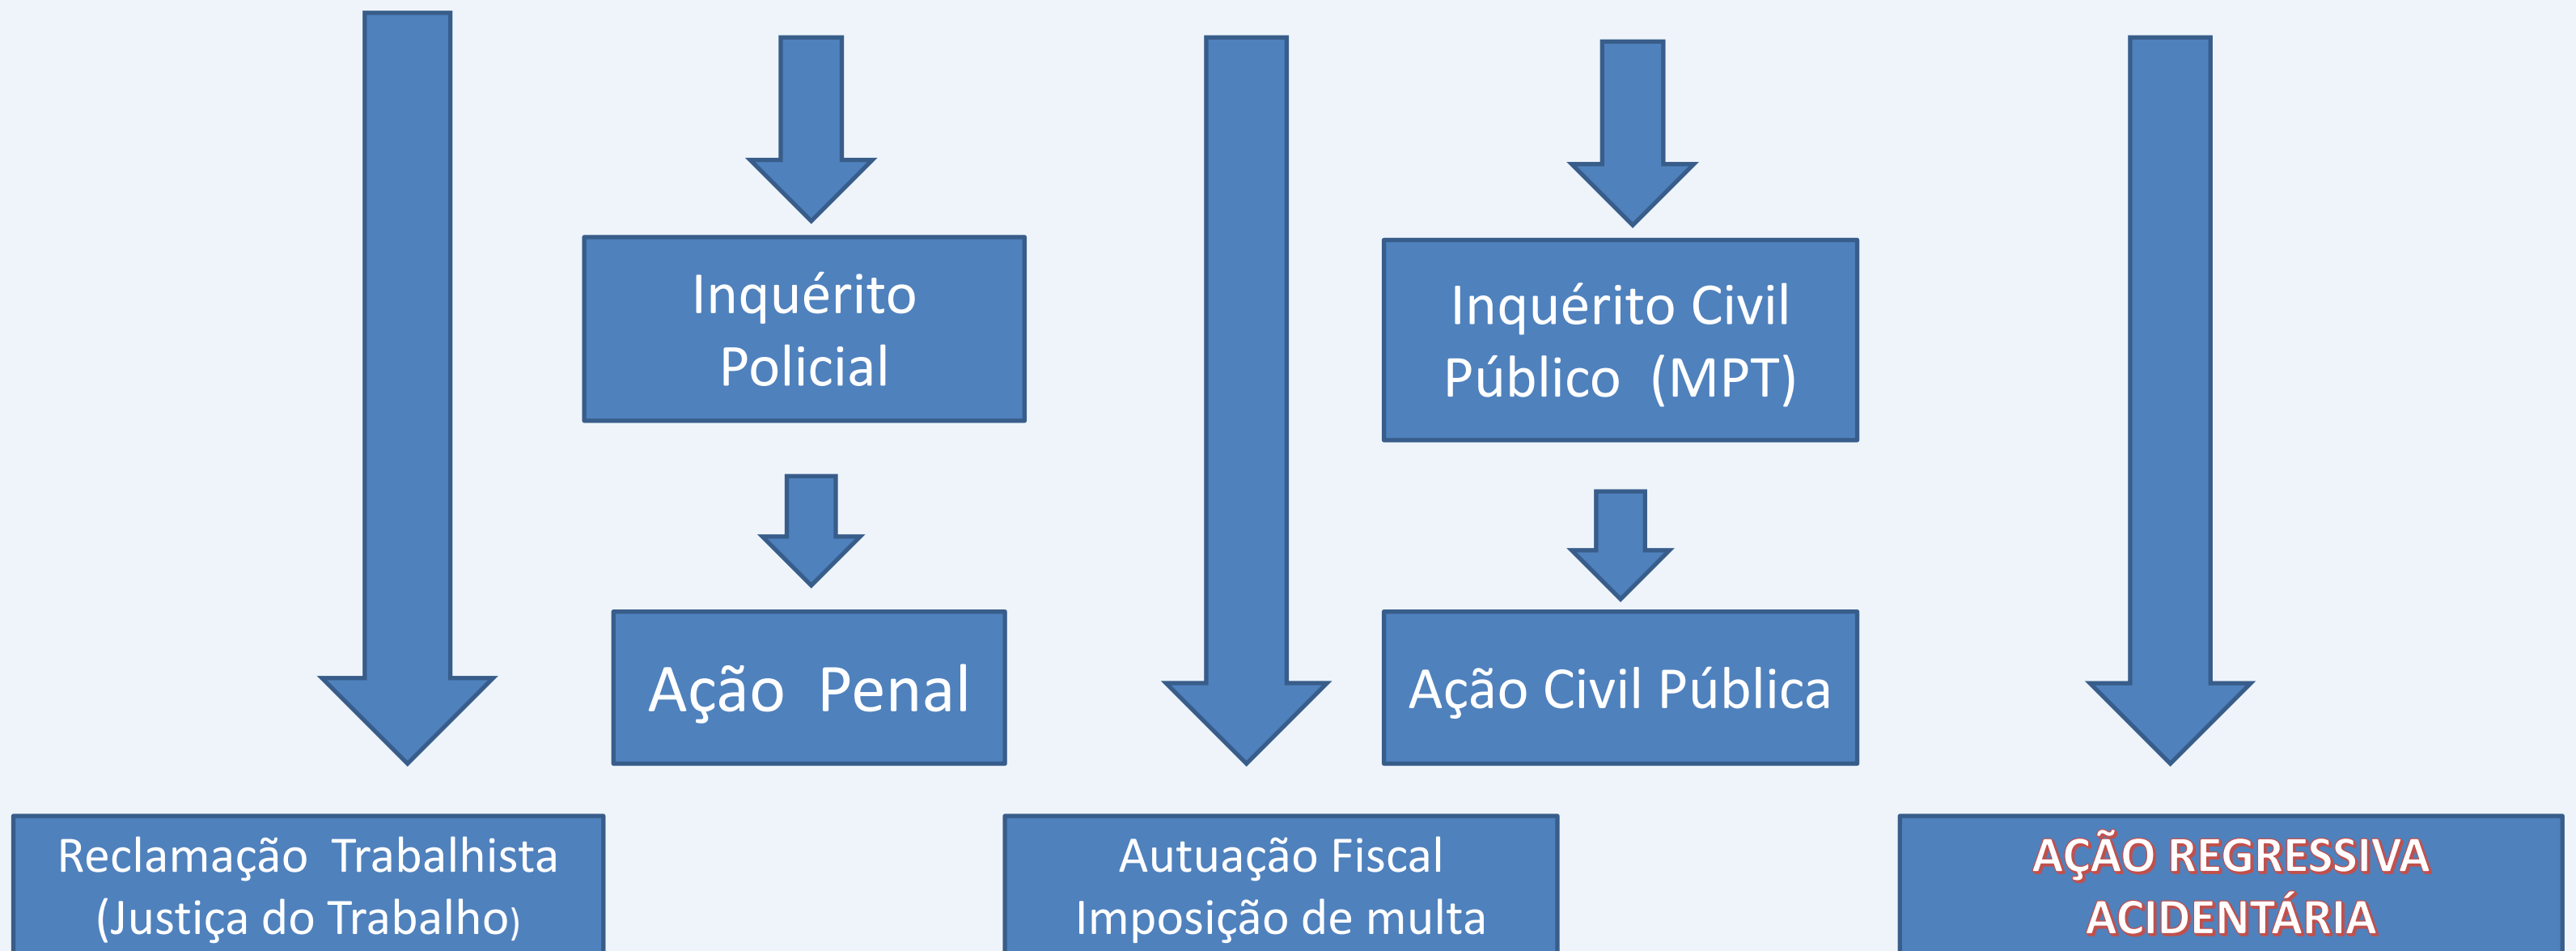 Inquérito
Policial
Inquérito Civil
Público (MPT)
Ação Penal
Ação Civil Pública
Reclamação Trabalhista
(Justiça do Trabalho)
Autuação Fiscal
Imposição de multa
AÇÃO REGRESSIVA
ACIDENTÁRIA